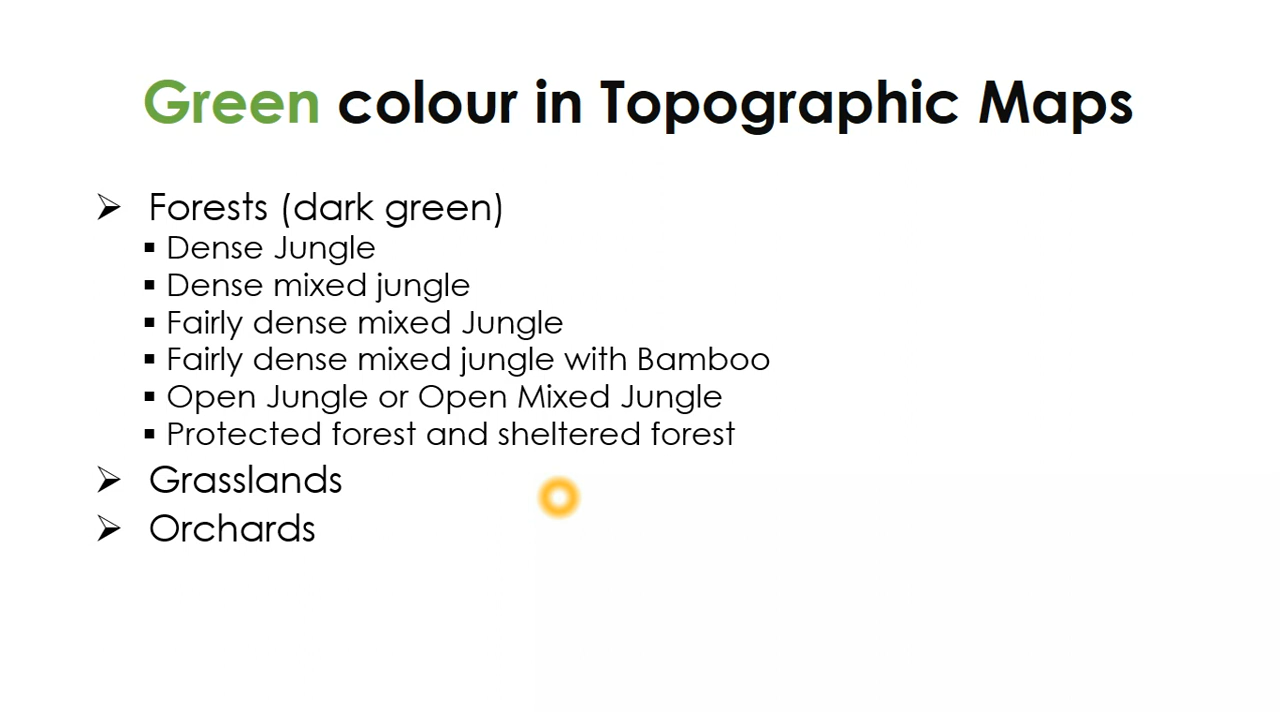 Green colour in Topographic Maps
Forests (dark green)
Dense Jungle
Dense mixed jungle
Fairly dense mixed Jungle
Fairly dense mixed jungle with Bamboo
Open Jungle or Open Mixed Jungle
Protected forest and sheltered forest
Grasslands
Orchards